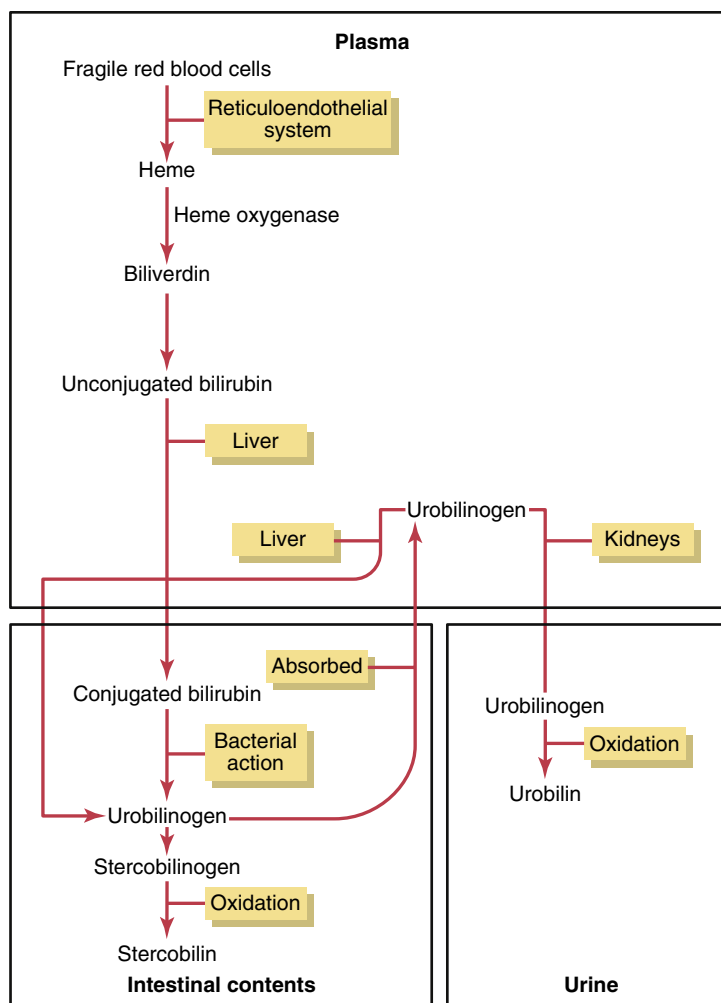 Plasma
Fragile red blood cells
Reticuloendothelial
system
Heme
Heme oxygenase
Biliverdin
Unconjugated bilirubin
Liver
Urobilinogen
Liver
Kidneys
Absorbed
Conjugated bilirubin
Bacterial
action
Urobilinogen
Stercobilinogen
Oxidation
Stercobilin
Intestinal contents
Urobilinogen
Oxidation
Urobilin
Urine